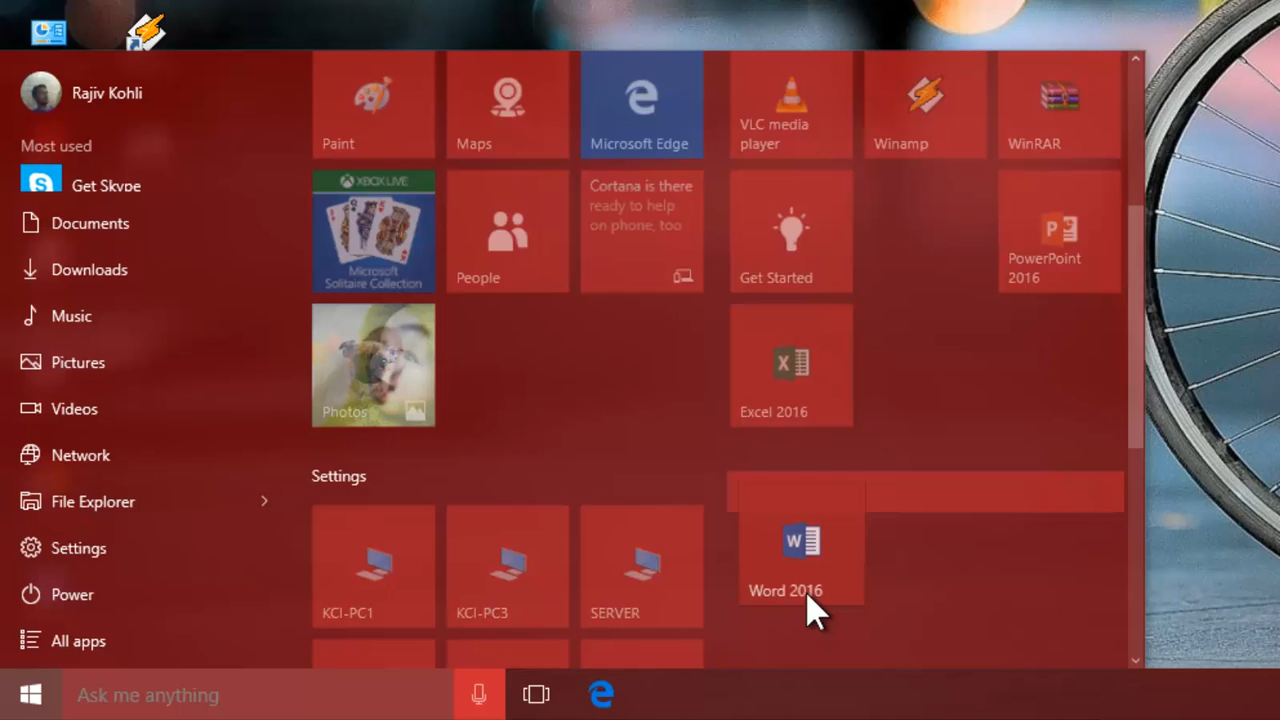 Rajiv Kohli
Most used
Get Skype
Documents
Downloads
Music
Pictures
Videos
Network
File Explorer
Settings
Power
All apps
Paint
Maps
Microsoft Edge
VLC media
player
Winamp
WinRAR
XBOX LIVE
Microsoft
Solitaire Collection
People
Cortana is there
ready to help
on phone, too
Get Started
PowerPoint
2016
Photos
Excel 2016
Settings
KCI-PC1
KCI-PC3
SERVER
Word 2016
Ask me anything